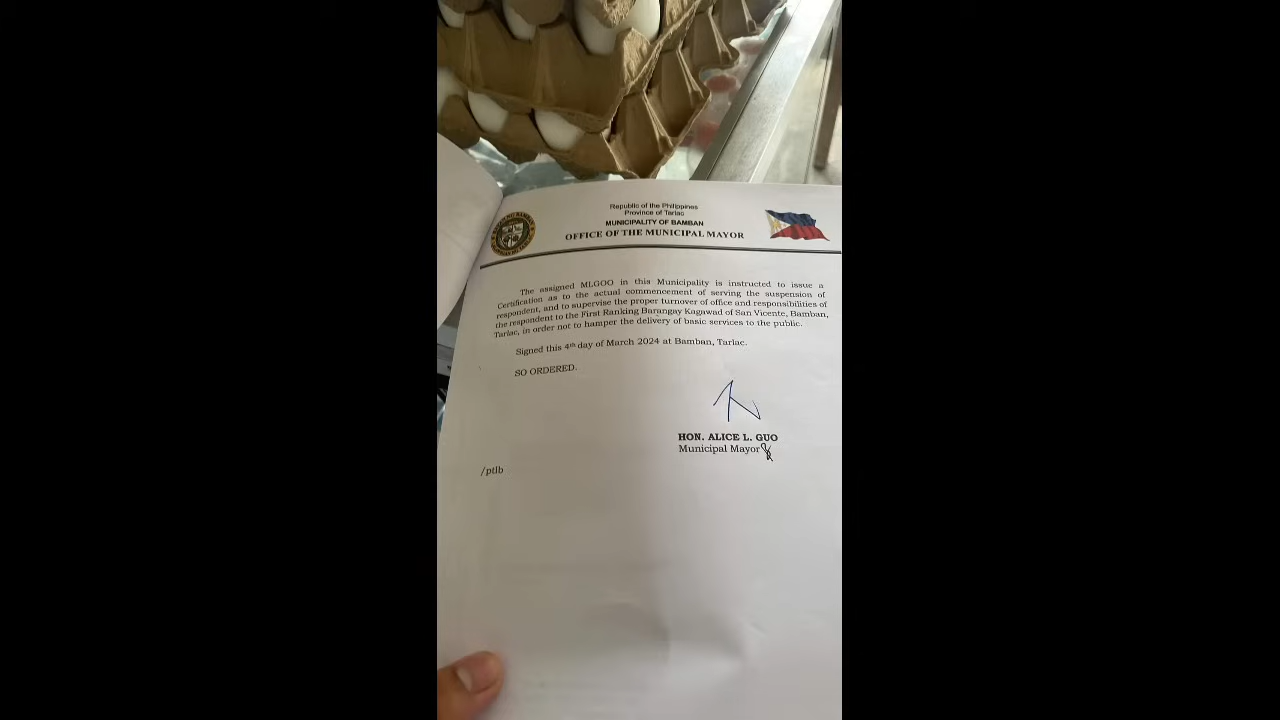 Republic of the Philippines
Province of Tarlac
MUNICIPALITY OF BAMBAN
OFFICE OF THE MUNICIPAL MAYOR
The assigned MLGOO in this Municipality is instructed to issue a
Certification as to the actual commencement of serving the suspension of
respondent, and to supervise the proper turnover of office and responsibilities of
the respondent to the First Ranking Barangay Kagawad of San Vicente, Bamban,
Tarlac, in order not to hamper the delivery of basic services to the public.
Signed this 4th day of March 2024 at Bamban, Tarlac.
SO ORDERED.
HON. ALICE L. GUO
Municipal Mayor
/ptlb